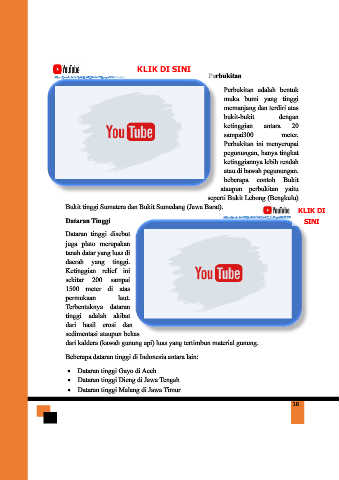 YouTube
KLIK DI SINI
Perbukitan
Perbukitan adalah bentuk
muka bumi yang tinggi
memanjang dan terdiri atas
bukit-bukit dengan
ketinggian antara 20
sampai300 meter.
Perbukitan ini menyerupai
pegunungan, hanya tingkat
ketinggiannya lebih rendah
atau di bawah pegunungan.
beberapa contoh Bukit
ataupun perbukitan yaitu
seperti Bukit Lebong (Bengkulu)
YouTube
Bukit tinggi Sumatera dan Bukit Sumedang (Jawa Barat).
YouTube
KLIK DI
SINI
Dataran Tinggi
Dataran tinggi disebut
juga plato merupakan
tanah datar yang luas di
daerah yang tinggi.
Ketinggian relief ini
sekitar 200 sampai
1500 meter di atas
permukaan laut.
Terbentuknya dataran
tinggi adalah akibat
dari hasil erosi dan
sedimentasi ataupun bekas
YouTube
dari kaldera (kawah gunung api) luas yang tertimbun material gunung.
Beberapa dataran tinggi di Indonesia antara lain:
• Dataran tinggi Gayo di Aceh
• Dataran tinggi Dieng di Jawa Tengah
• Dataran tinggi Malang di Jawa Timur